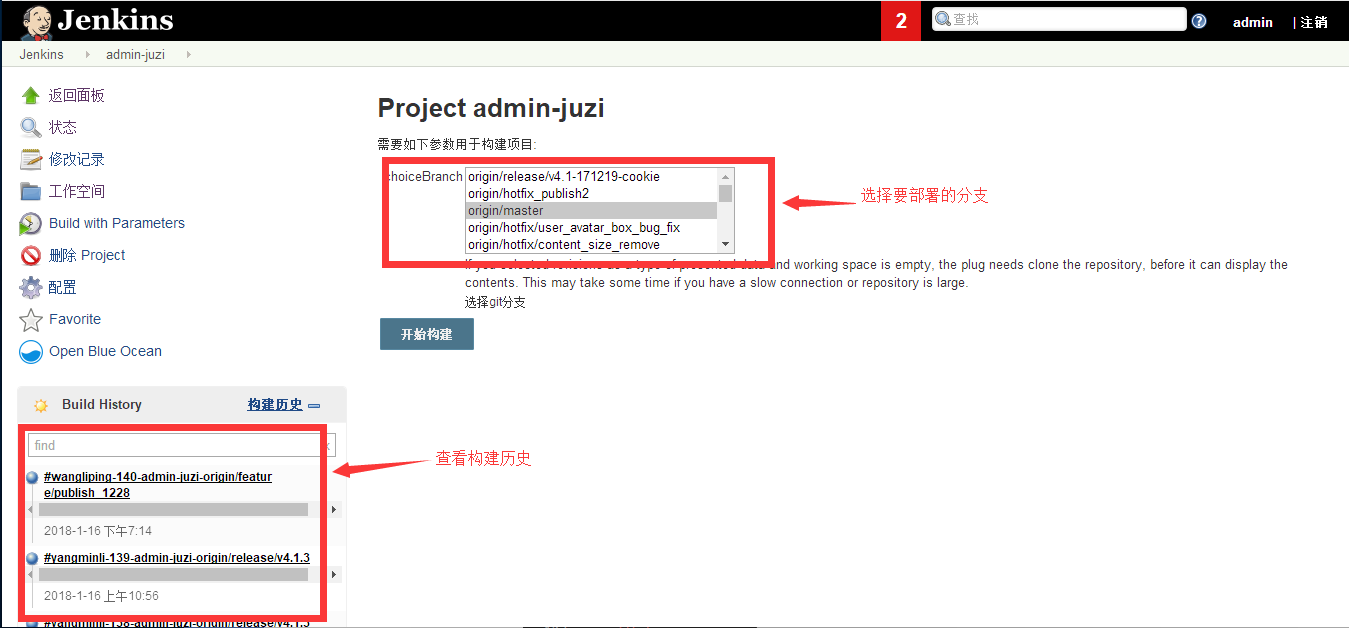 Jenkins
2
查找
admin
| 注销
Jenkins
admin-juzi
返回面板
状态
修改记录
工作空间
Build with Parameters
删除 Project
配置
Favorite
Open Blue Ocean
Project admin-juzi
需要如下参数用于构建项目:
choiceBranch
origin/release/v4.1-171219-cookie
origin/hotfix_publish2
origin/master
origin/hotfix/user_avatar_box_bug_fix
origin/hotfix/content_size_remove
选择要部署的分支
If you selected revisions as a type of presented data and working space is empty, the plug needs clone the repository, before it can display the
contents. This may take some time if you have a slow connection or repository is large.
选择git分支
开始构建
Build History
构建历史
find
x
查看构建历史
#wangliping-140-admin-juzi-origin/featur
e/publish_1228
2018-1-16 下午7:14
#yangminli-139-admin-juzi-origin/release/v4.1.3
2018-1-16 上午10:56
#yangminli-138-admin-juzi-origin/release/v4.1.3